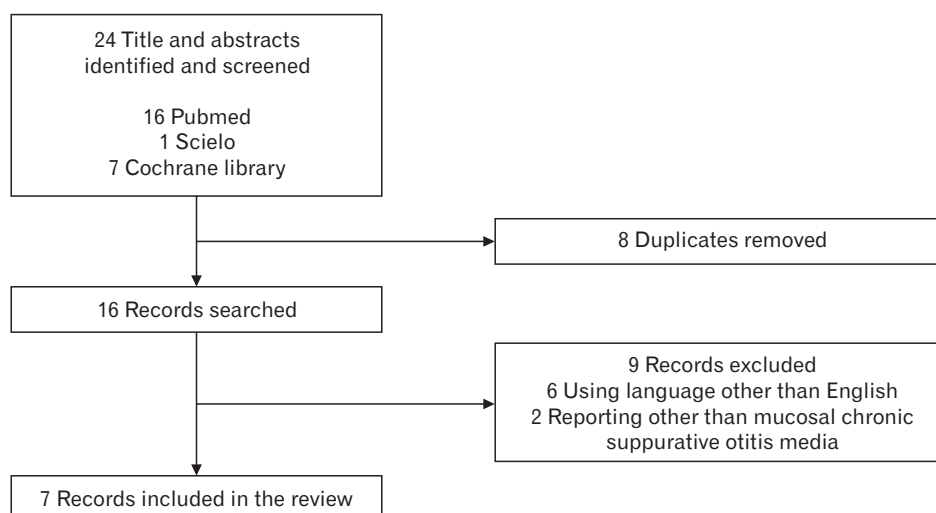 24 Title and abstracts
identified and screened
16 Pubmed
1 Scielo
7 Cochrane library
8 Duplicates removed
16 Records searched
9 Records excluded
6 Using language other than English
2 Reporting other than mucosal chronic
suppurative otitis media
7 Records included in the review